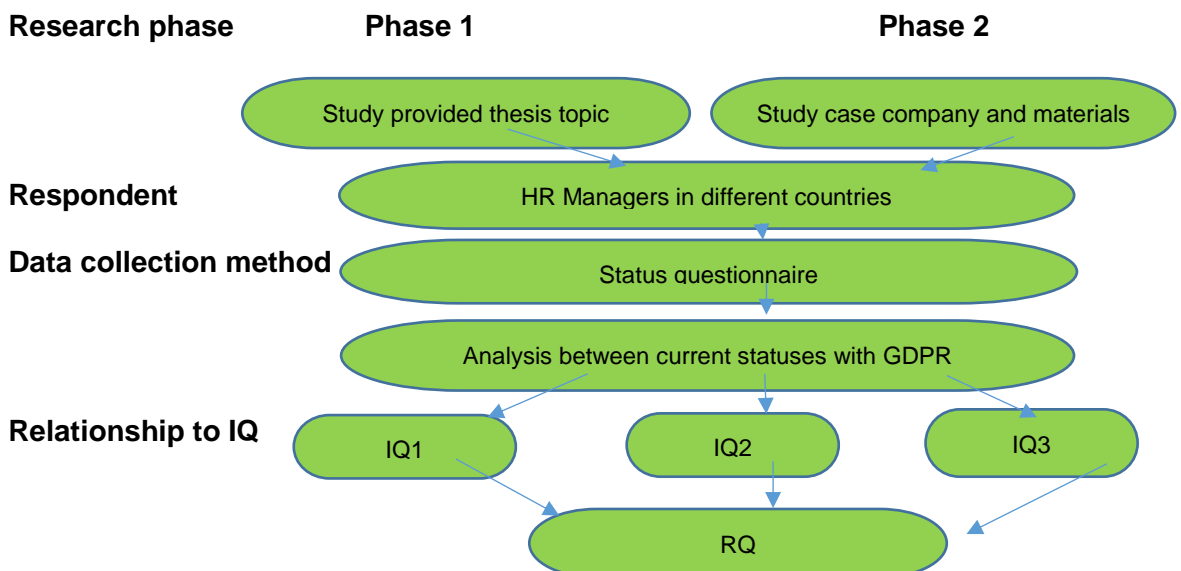 Research phase Phase 1 Phase 2
Study provided thesis topic Study case company and materials
Respondent HR Managers in different countries
Data collection method Status questionnaire
Analysis between current statuses with GDPR
Relationship to IQ IQ1 IQ2 IQ3
RQ